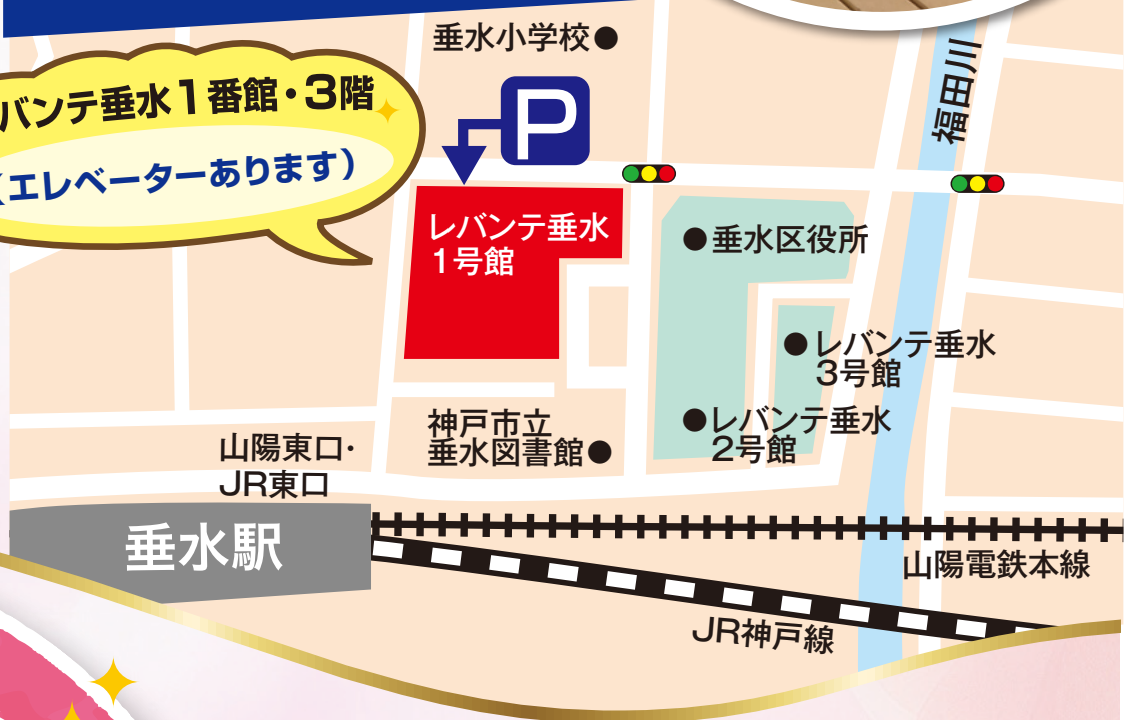 垂水小学校●
バンテ垂水1番館・3階
（エレベーターあります）
P
福田川
レバンテ垂水
1号館
●垂水区役所
●レバンテ垂水
3号館
●レバンテ垂水
2号館
神戸市立
垂水図書館●
山陽東口・
JR東口
垂水駅
山陽電鉄本線
JR神戸線